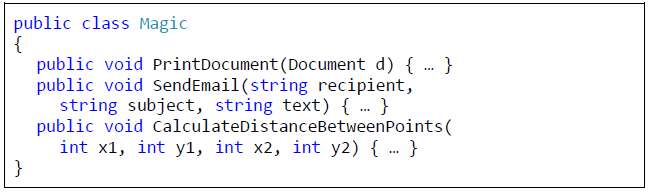 public class Magic
{
public void PrintDocument(Document d) { … }
public void SendEmail(string recipient,
string subject, string text) { … }
public void CalculateDistanceBetweenPoints(
int x1, int y1, int x2, int y2) { … }
}